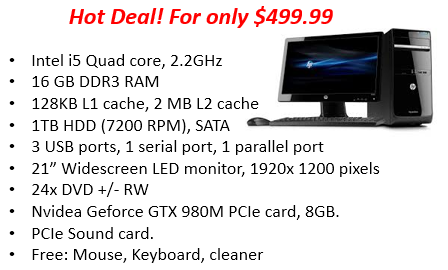 Hot Deal! For only $499.99
• Intel i5 Quad core, 2.2GHz
• 16 GB DDR3 RAM
• 128KB L1 cache, 2 MB L2 cache
• 1TB HDD (7200 RPM), SATA
• 3 USB ports, 1 serial port, 1 parallel port
• 21” Widescreen LED monitor, 1920x 1200 pixels
• 24x DVD +/- RW
• Nvidea Geforce GTX 980M PCIe card, 8GB.
• PCIe Sound card.
• Free: Mouse, Keyboard, cleaner